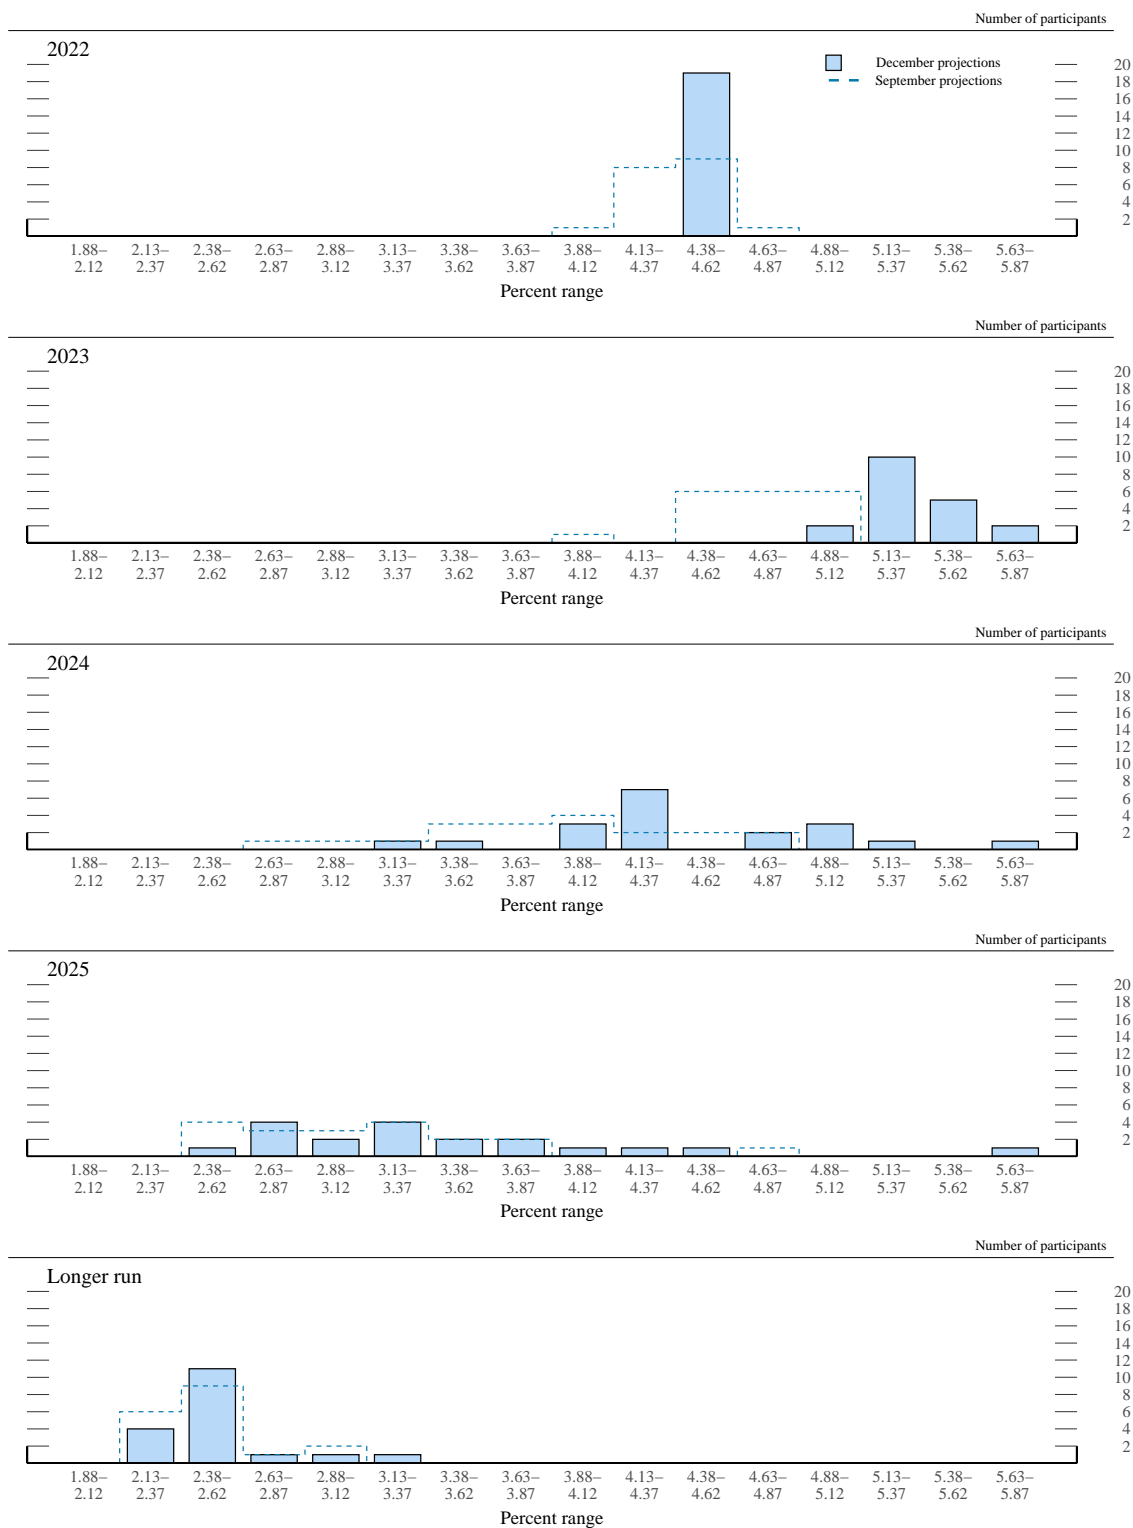 Number of participants
2022
December projections
September projections
20
18
16
14
12
10
8
6
4
2
1.88– 2.13– 2.38– 2.63– 2.88– 3.13– 3.38– 3.63– 3.88– 4.13– 4.38– 4.63– 4.88– 5.13– 5.38– 5.63–
2.12 2.37 2.62 2.87 3.12 3.37 3.62 3.87 4.12 4.37 4.62 4.87 5.12 5.37 5.62 5.87
Percent range
Number of participants
2023
20
18
16
14
12
10
8
6
4
2
1.88– 2.13– 2.38– 2.63– 2.88– 3.13– 3.38– 3.63– 3.88– 4.13– 4.38– 4.63– 4.88– 5.13– 5.38– 5.63–
2.12 2.37 2.62 2.87 3.12 3.37 3.62 3.87 4.12 4.37 4.62 4.87 5.12 5.37 5.62 5.87
Percent range
Number of participants
2024
20
18
16
14
12
10
8
6
4
2
1.88– 2.13– 2.38– 2.63– 2.88– 3.13– 3.38– 3.63– 3.88– 4.13– 4.38– 4.63– 4.88– 5.13– 5.38– 5.63–
2.12 2.37 2.62 2.87 3.12 3.37 3.62 3.87 4.12 4.37 4.62 4.87 5.12 5.37 5.62 5.87
Percent range
Number of participants
2025
20
18
16
14
12
10
8
6
4
2
1.88– 2.13– 2.38– 2.63– 2.88– 3.13– 3.38– 3.63– 3.88– 4.13– 4.38– 4.63– 4.88– 5.13– 5.38– 5.63–
2.12 2.37 2.62 2.87 3.12 3.37 3.62 3.87 4.12 4.37 4.62 4.87 5.12 5.37 5.62 5.87
Percent range
Number of participants
Longer run
20
18
16
14
12
10
8
6
4
2
1.88– 2.13– 2.38– 2.63– 2.88– 3.13– 3.38– 3.63– 3.88– 4.13– 4.38– 4.63– 4.88– 5.13– 5.38– 5.63–
2.12 2.37 2.62 2.87 3.12 3.37 3.62 3.87 4.12 4.37 4.62 4.87 5.12 5.37 5.62 5.87
Percent range